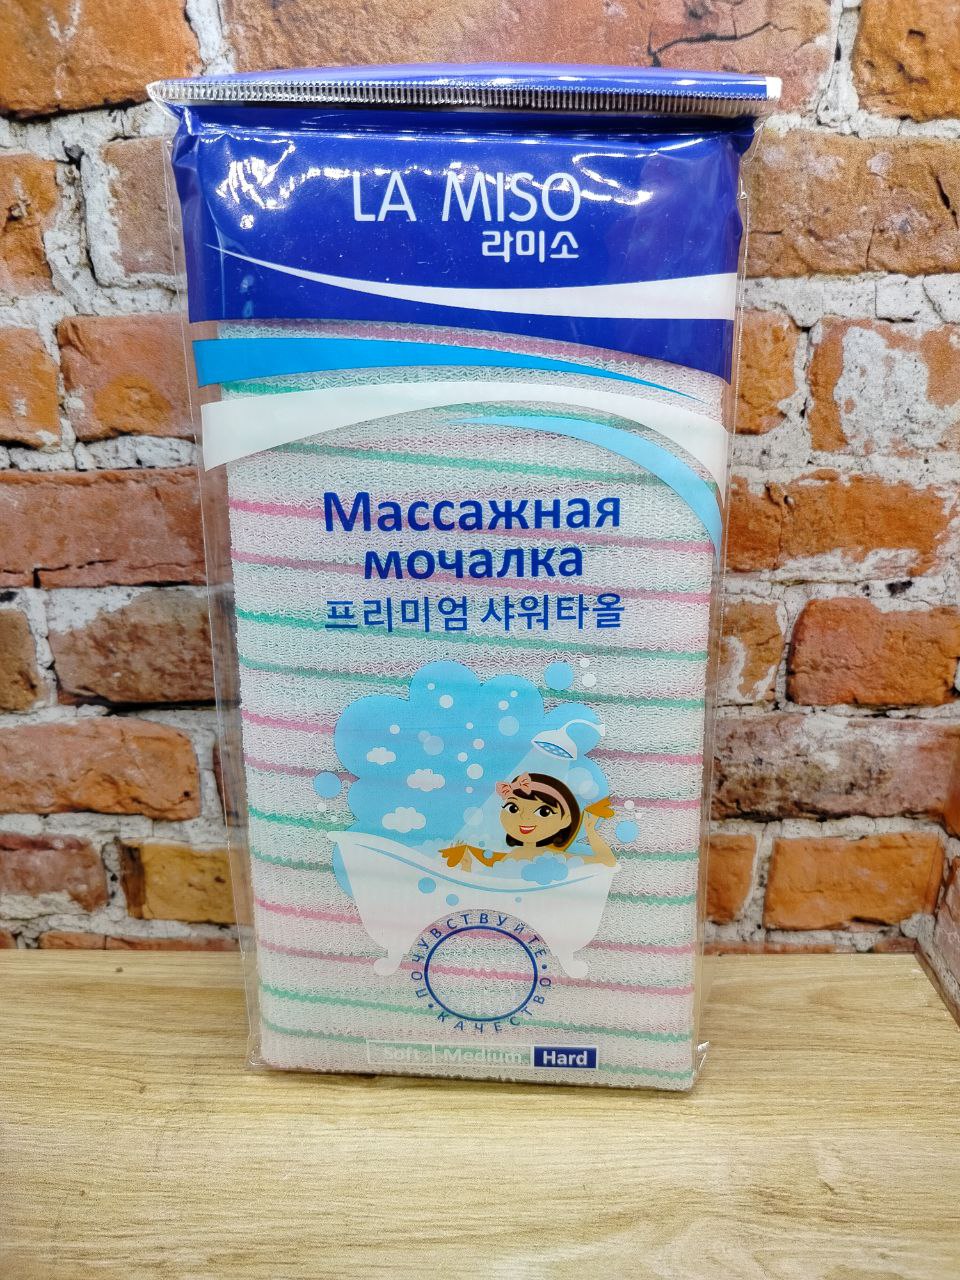 LA MISO
라미소
Массажная
мочалка
프리미엄 샤워타올
ПОЧУВСТВУЙТЕ • КАЧЕСТВО •
Soft Medium Hard